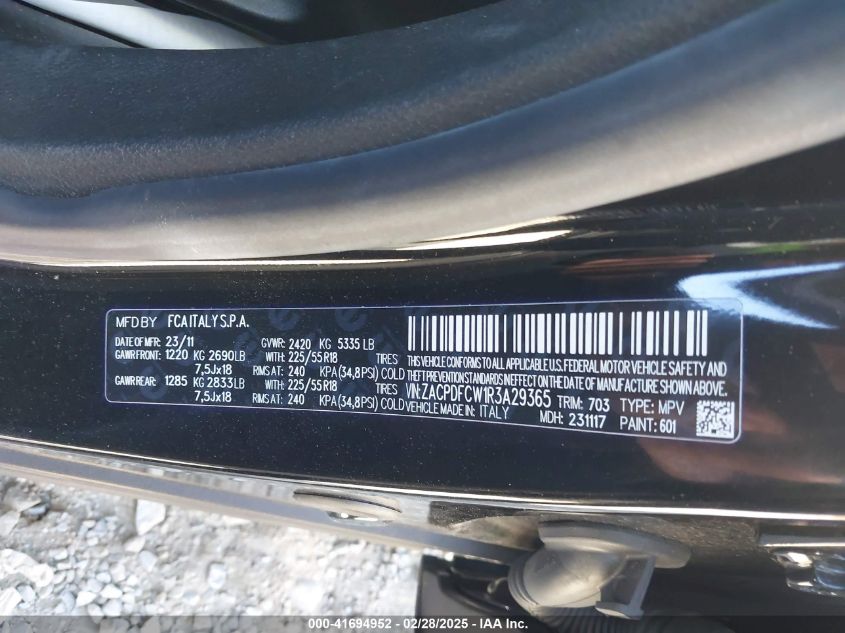 MFD BY FCA ITALY S.P.A.
DATE OF MFR: 23/11 GVWR: 2420 KG 5335 LB
GAWR FRONT: 1220 KG 2690LB WITH: 225/55R18 TIRES
7,5Jx18 RIMS AT: 240 KPA(34,8PSI) COLD
GAWR REAR: 1285 KG 2833LB WITH: 225/55R18 TIRES
7,5Jx18 RIMS AT: 240 KPA(34,8PSI) COLD
THIS VEHICLE CONFORMS TO ALL APPLICABLE U.S. FEDERAL MOTOR VEHICLE SAFETY AND
THEFT PREVENTION STANDARDS IN EFFECT ON THE DATE OF MANUFACTURE SHOWN ABOVE.
VIN: ZACPDFCW1R3A29365 TRIM: 703 TYPE: MPV
VEHICLE MADE IN: ITALY MDH: 231117 PAINT: 601
000-41694952 - 02/28/2025 - IAA Inc.